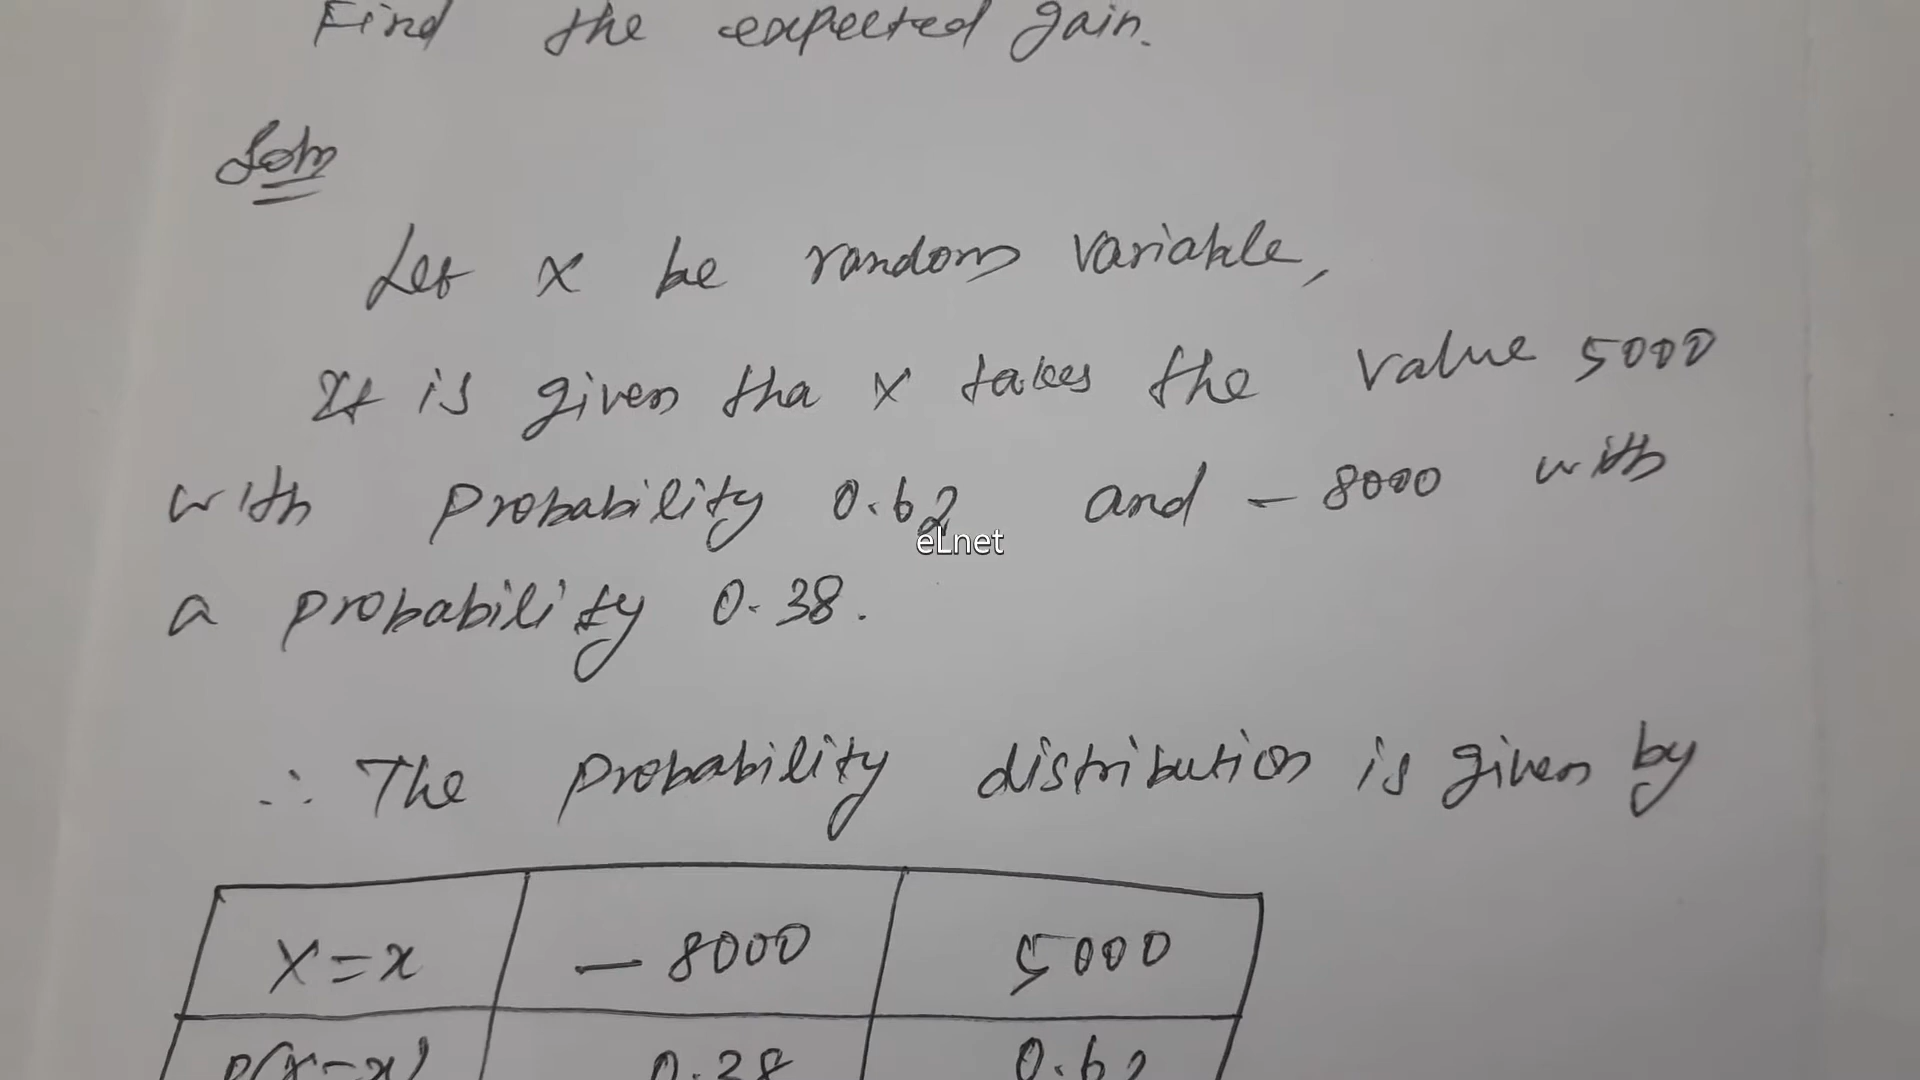 Find the expected gain.
Soln
Let x be random variable,
It is given tha X takes the value 5000
with probability 0.62 and - 8000 with
eLnet
a probability 0.38.
∴ The probability distribution is given by
X=x - 8000 5000
P(X=x) 0.38 0.62